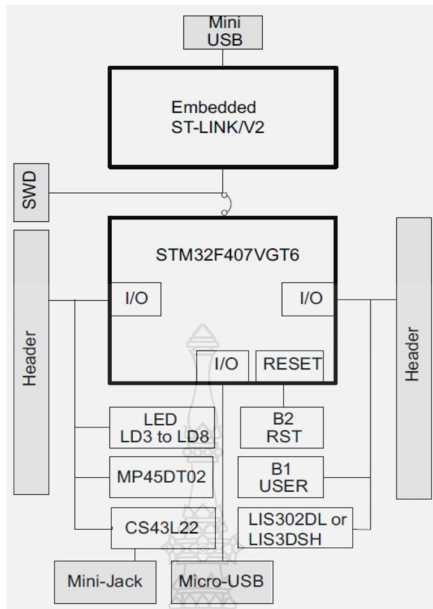 Mini
USB
Embedded
ST-LINK/V2
SWD
STM32F407VGT6
I/O
I/O
Header
Header
I/O
RESET
LED
LD3 to LD8
B2
RST
MP45DT02
B1
USER
CS43L22
LIS302DL or
LIS3DSH
Mini-Jack
Micro-USB